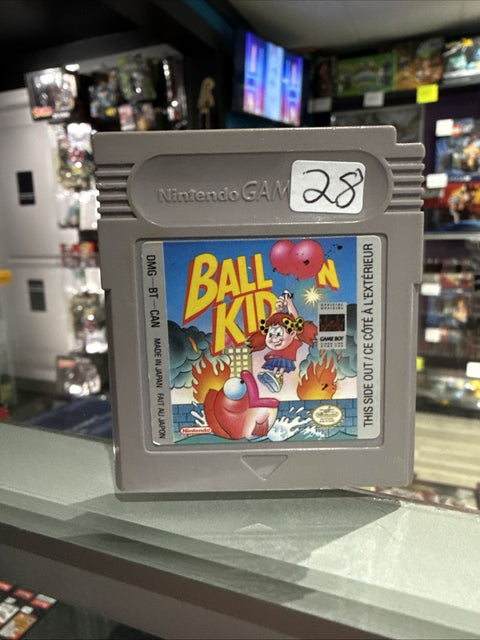 Nintendo GAM
28
BALLO N
KID
DMG-BT-CAN MADE IN JAPAN FAIT AU JAPON
THIS SIDE OUT / CE CÔTÉ À L'EXTÉRIEUR
GAME BOY
Nintendo